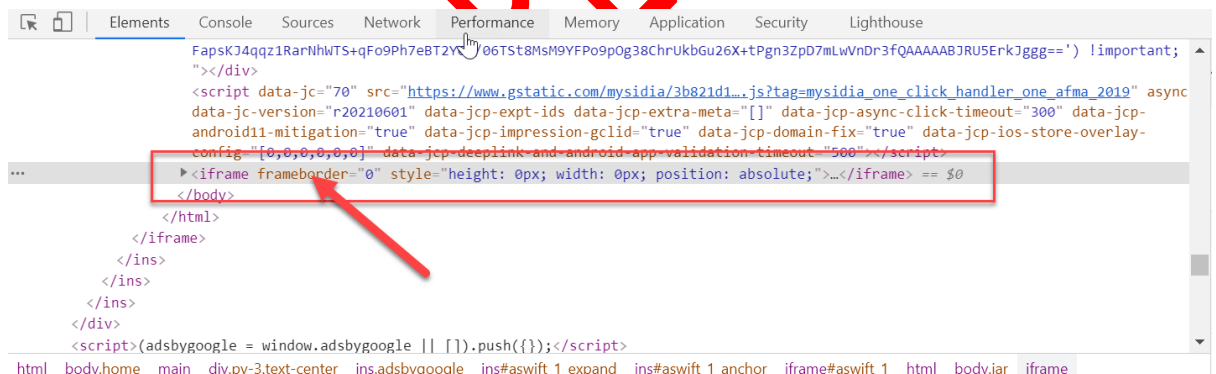 Elements Console Sources Network Performance Memory Application Security Lighthouse
"></div>
<script data-jc="70" src="https://www.gstatic.com/mysidia/3b821d1….js?tag=mysidia_one_click_handler_one_afma_2019" async
data-jc-version="r20210601" data-jcp-expt-ids data-jcp-extra-meta="[]" data-jcp-async-click-timeout="300" data-jcp-
android11-mitigation="true" data-jcp-impression-gclid="true" data-jcp-domain-fix="true" data-jcp-ios-store-overlay-
config="[0,0,0,0,0,0]" data-jcp-deeplink-and-android-app-validation-timeout="500"></script>
... ▶<iframe frameborder="0" style="height: 0px; width: 0px; position: absolute;">…</iframe> == $0
</body>
</html>
</iframe>
</ins>
</ins>
</ins>
</div>
<script>(adsbygoogle = window.adsbygoogle || []).push({});</script>
html body.home main div.py-3.text-center ins.adsbygoogle ins#aswift_1_expand ins#aswift_1_anchor iframe#aswift_1 html body.jar iframe